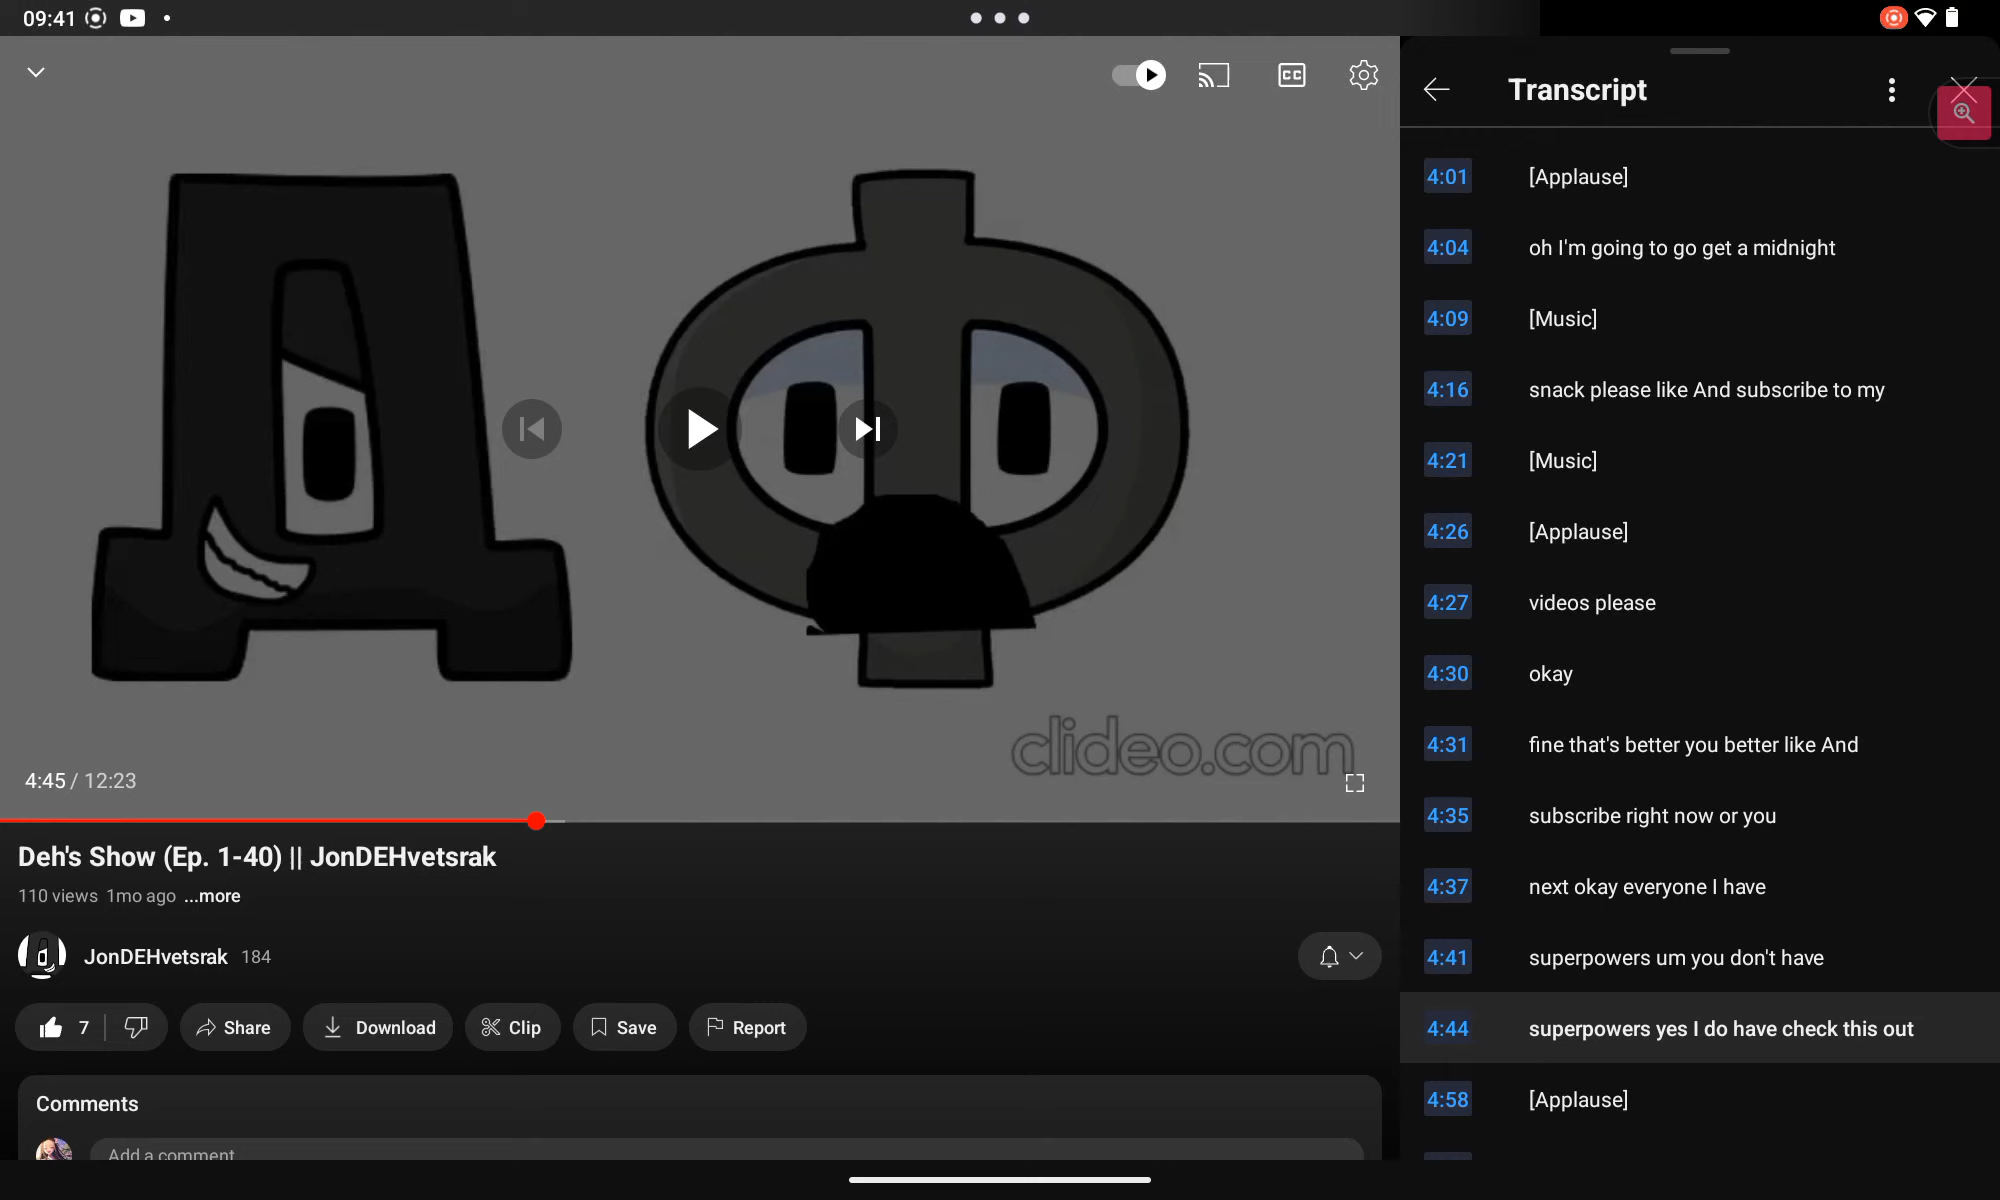 09:41
CC
Д Ф
clideo.com
4:45 / 12:23
Deh's Show (Ep. 1-40) || JonDEHvetsrak
110 views 1mo ago ...more
JonDEHvetsrak 184
7 Share Download Clip Save Report
Comments
Add a comment
Transcript
4:01 [Applause]
4:04 oh I'm going to go get a midnight
4:09 [Music]
4:16 snack please like And subscribe to my
4:21 [Music]
4:26 [Applause]
4:27 videos please
4:30 okay
4:31 fine that's better you better like And
4:35 subscribe right now or you
4:37 next okay everyone I have
4:41 superpowers um you don't have
4:44 superpowers yes I do have check this out
4:58 [Applause]